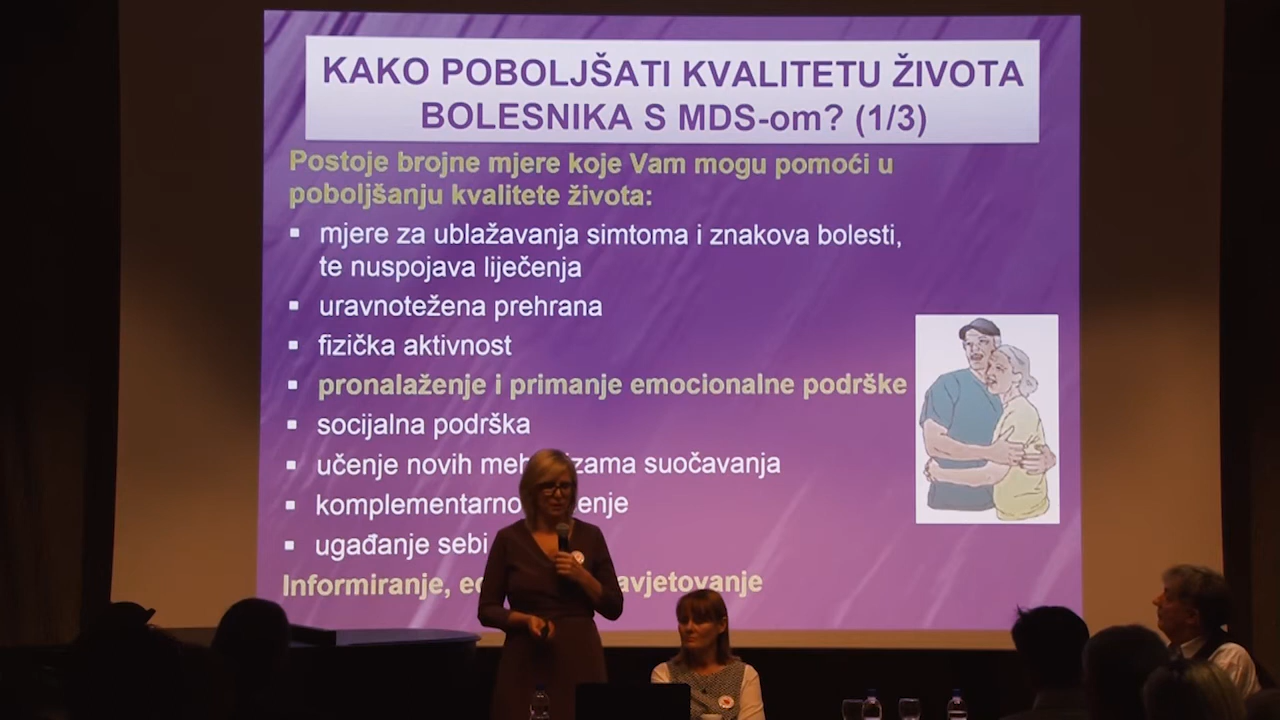 KAKO POBOLJŠATI KVALITETU ŽIVOTA
BOLESNIKA S MDS-om? (1/3)
Postoje brojne mjere koje Vam mogu pomoći u
poboljšanju kvalitete života:
mjere za ublažavanja simtoma i znakova bolesti,
te nuspojava liječenja
uravnotežena prehrana
fizička aktivnost
pronalaženje i primanje emocionalne podrške
socijalna podrška
učenje novih suočavanja
ugađanje sebi
Informiranje,